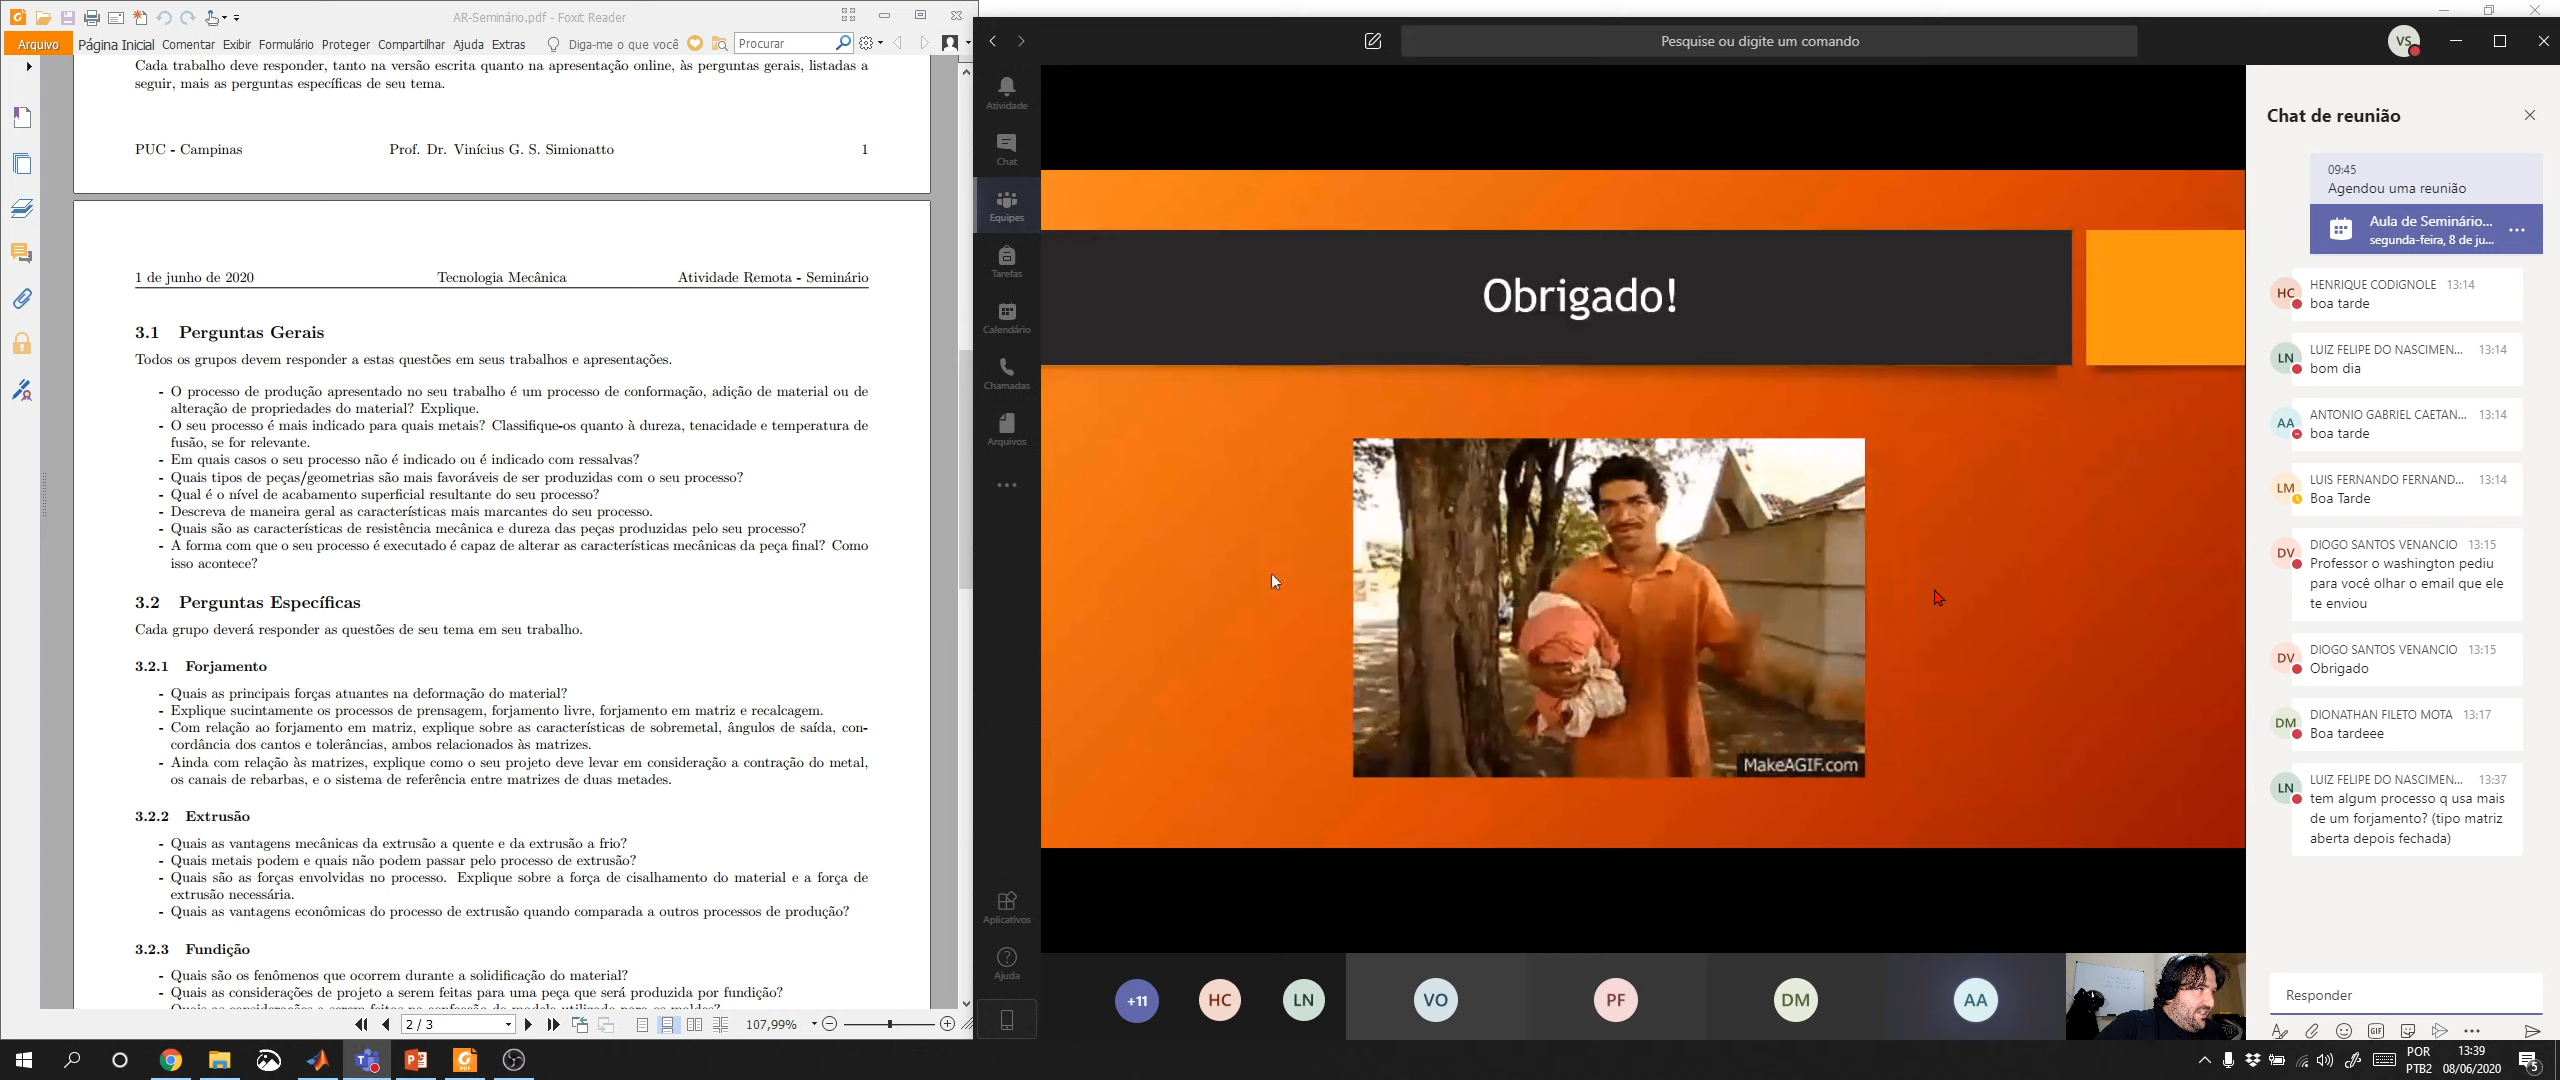 AR-Seminário.pdf - Foxit Reader
Arquivo Página Inicial Comentar Exibir Formulário Proteger Compartilhar Ajuda Extras Diga-me o que você Procurar
Cada trabalho deve responder, tanto na versão escrita quanto na apresentação online, às perguntas gerais, listadas a
seguir, mais as perguntas específicas de seu tema.
PUC - Campinas Prof. Dr. Vinícius G. S. Simionatto 1
1 de junho de 2020 Tecnologia Mecânica Atividade Remota - Seminário
3.1 Perguntas Gerais
Todos os grupos devem responder a estas questões em seus trabalhos e apresentações.
- O processo de produção apresentado no seu trabalho é um processo de conformação, adição de material ou de
alteração de propriedades do material? Explique.
- O seu processo é mais indicado para quais metais? Classifique-os quanto à dureza, tenacidade e temperatura de
fusão, se for relevante.
- Em quais casos o seu processo não é indicado ou é indicado com ressalvas?
- Quais tipos de peças/geometrias são mais favoráveis de ser produzidas com o seu processo?
- Qual é o nível de acabamento superficial resultante do seu processo?
- Descreva de maneira geral as características mais marcantes do seu processo.
- Quais são as características de resistência mecânica e dureza das peças produzidas pelo seu processo?
- A forma com que o seu processo é executado é capaz de alterar as características mecânicas da peça final? Como
isso acontece?
3.2 Perguntas Específicas
Cada grupo deverá responder as questões de seu tema em seu trabalho.
3.2.1 Forjamento
- Quais as principais forças atuantes na deformação do material?
- Explique sucintamente os processos de prensagem, forjamento livre, forjamento em matriz e recalcagem.
- Com relação ao forjamento em matriz, explique sobre as características de sobremetal, ângulos de saída, con-
cordância dos cantos e tolerâncias, ambos relacionados às matrizes.
- Ainda com relação às matrizes, explique como o seu projeto deve levar em consideração a contração do metal,
os canais de rebarbas, e o sistema de referência entre matrizes de duas metades.
3.2.2 Extrusão
- Quais as vantagens mecânicas da extrusão a quente e da extrusão a frio?
- Quais metais podem e quais não podem passar pelo processo de extrusão?
- Quais são as forças envolvidas no processo. Explique sobre a força de cisalhamento do material e a força de
extrusão necessária.
- Quais as vantagens econômicas do processo de extrusão quando comparada a outros processos de produção?
3.2.3 Fundição
- Quais são os fenômenos que ocorrem durante a solidificação do material?
- Quais as considerações de projeto a serem feitas para uma peça que será produzida por fundição?
2 / 3 107,99%
Pesquise ou digite um comando
VS
Atividade
Chat
Equipes
Tarefas
Calendário
Chamadas
Arquivos
Aplicativos
Ajuda
Obrigado!
MakeAGIF.com
+11 HC LN VO PF DM AA
Chat de reunião
09:45
Agendou uma reunião
Aula de Seminário...
segunda-feira, 8 de ju...
HC HENRIQUE CODIGNOLE 13:14
boa tarde
LN LUIZ FELIPE DO NASCIMEN... 13:14
bom dia
AA ANTONIO GABRIEL CAETAN... 13:14
boa tarde
LM LUIS FERNANDO FERNAND... 13:14
Boa Tarde
DV DIOGO SANTOS VENANCIO 13:15
Professor o washington pediu
para você olhar o email que ele
te enviou
DV DIOGO SANTOS VENANCIO 13:15
Obrigado
DM DIONATHAN FILETO MOTA 13:17
Boa tardeee
LN LUIZ FELIPE DO NASCIMEN... 13:37
tem algum processo q usa mais
de um forjamento? (tipo matriz
aberta depois fechada)
Responder
GIF
POR
PTB2
13:39
08/06/2020
5